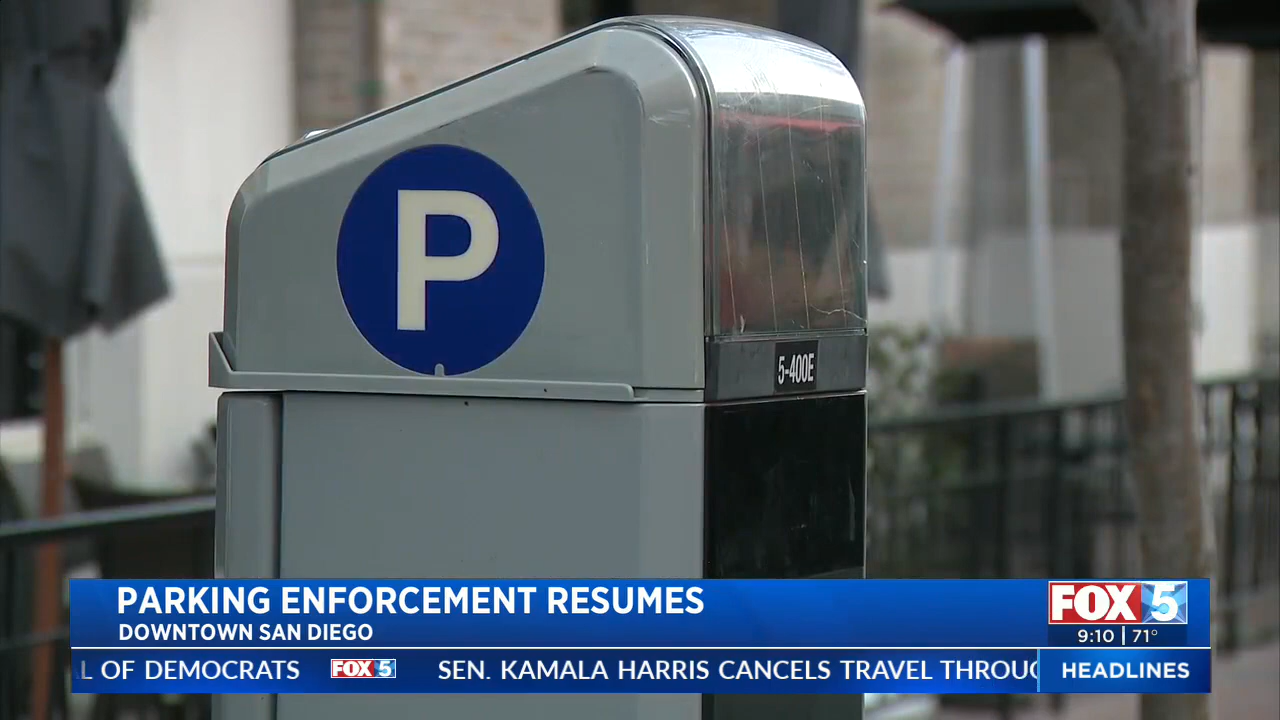 P
5-400E
PARKING ENFORCEMENT RESUMES
DOWNTOWN SAN DIEGO
FOX 5
9:10 | 71°
L OF DEMOCRATS FOX 5 SEN. KAMALA HARRIS CANCELS TRAVEL THROUG
HEADLINES